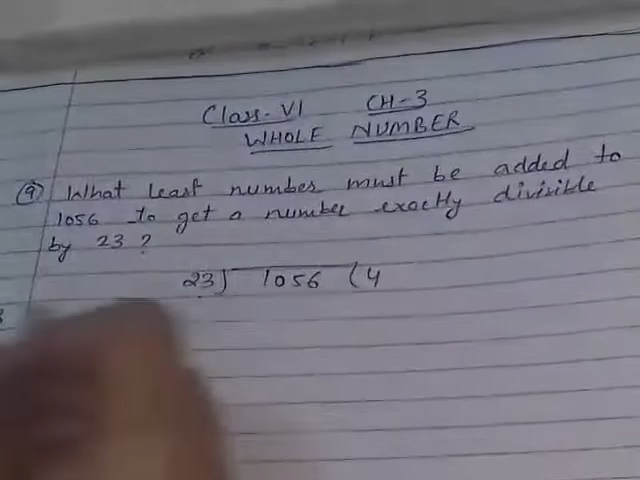 Class-VI CH-3
WHOLE NUMBER
(9) What least number must be added to
1056 to get a number exactly divisible
by 23 ?
23) 1056 (4